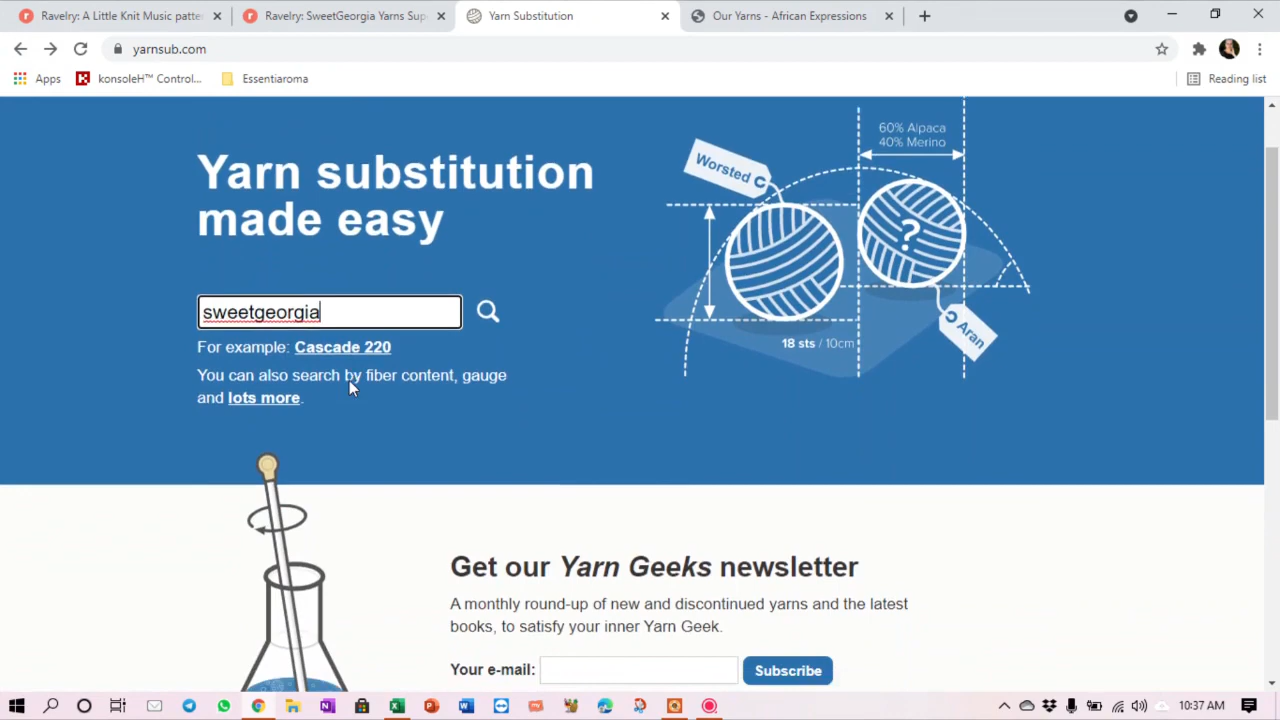 Ravelry: A Little Knit Music patte
Ravelry: SweetGeorgia Yarns Sup
Yarn Substitution
Our Yarns - African Expressions
yarnsub.com
Apps
konsoleH™ Control...
Essentiaroma
Reading list
Yarn substitution
made easy
sweetgeorgia
For example: Cascade 220
You can also search by fiber content, gauge
and lots more.
Worsted
60% Alpaca
40% Merino
?
18 sts / 10cm
Aran
Get our Yarn Geeks newsletter
A monthly round-up of new and discontinued yarns and the latest
books, to satisfy your inner Yarn Geek.
Your e-mail:
Subscribe
10:37 AM